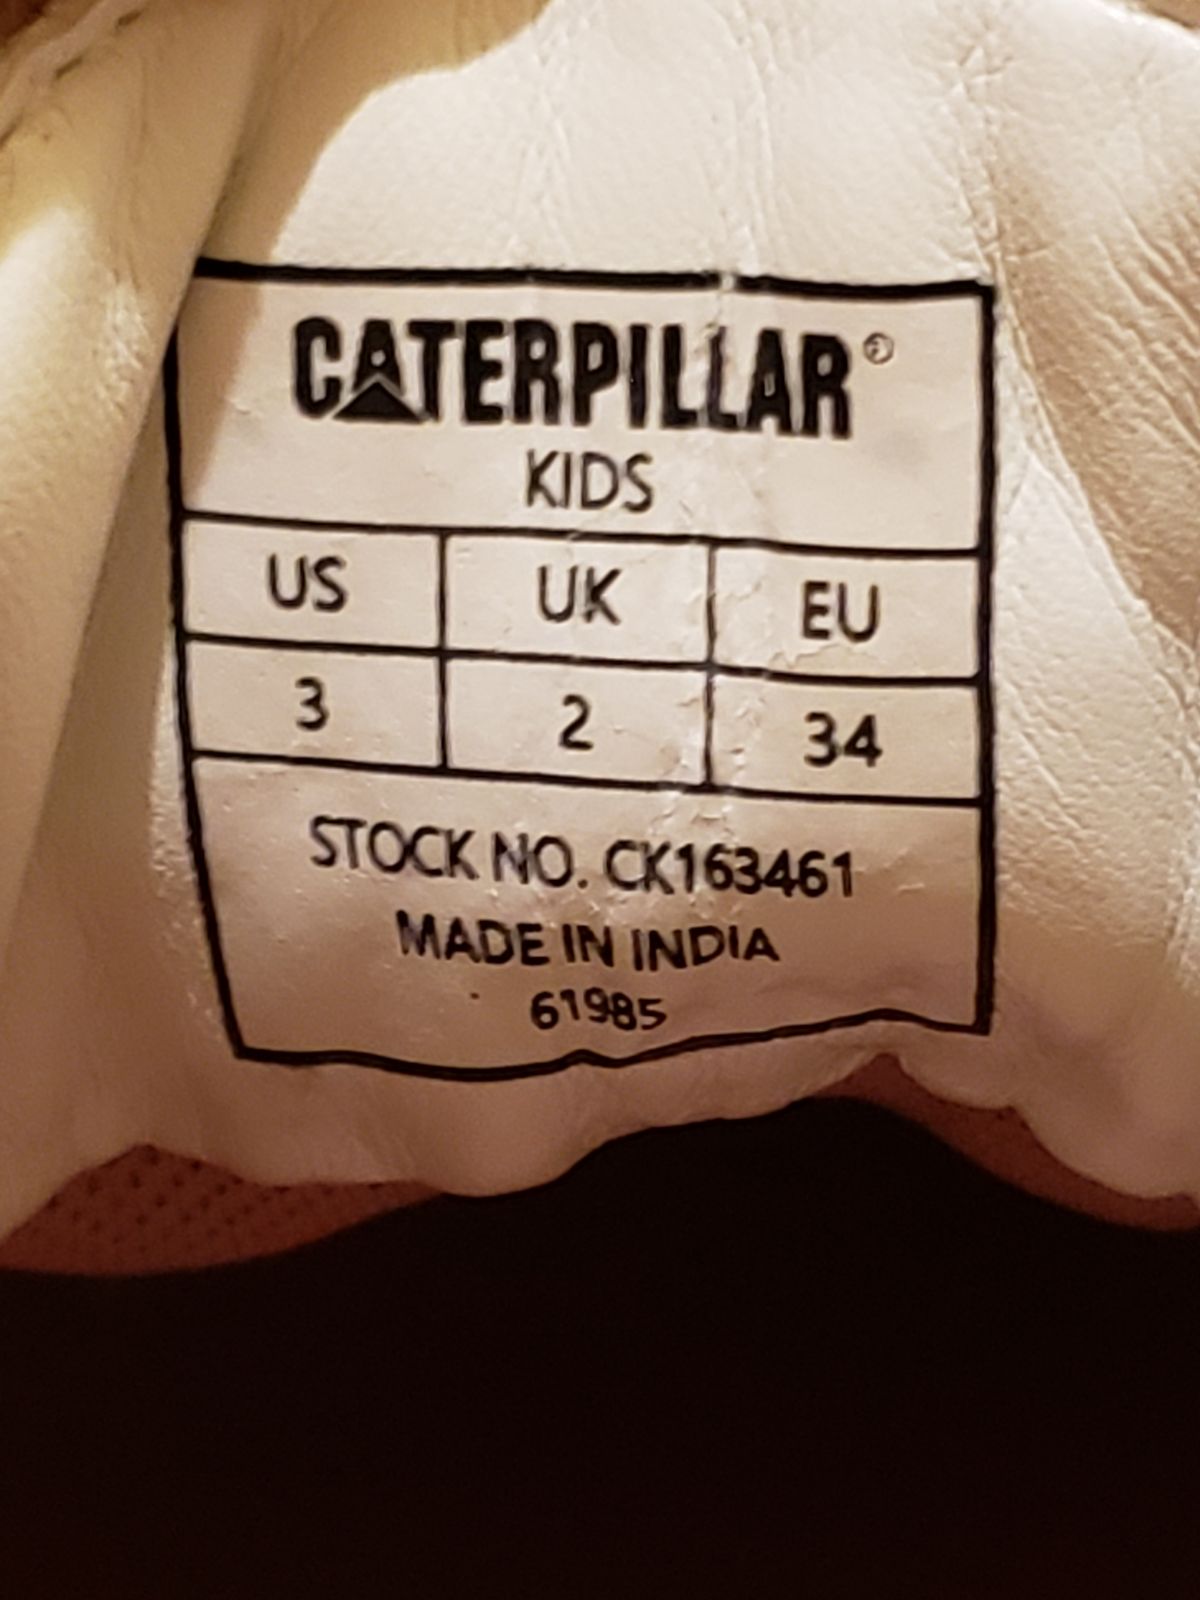 CATERPILLAR®
KIDS
US UK EU
3 2 34
STOCK NO. CK163461
MADE IN INDIA
61985